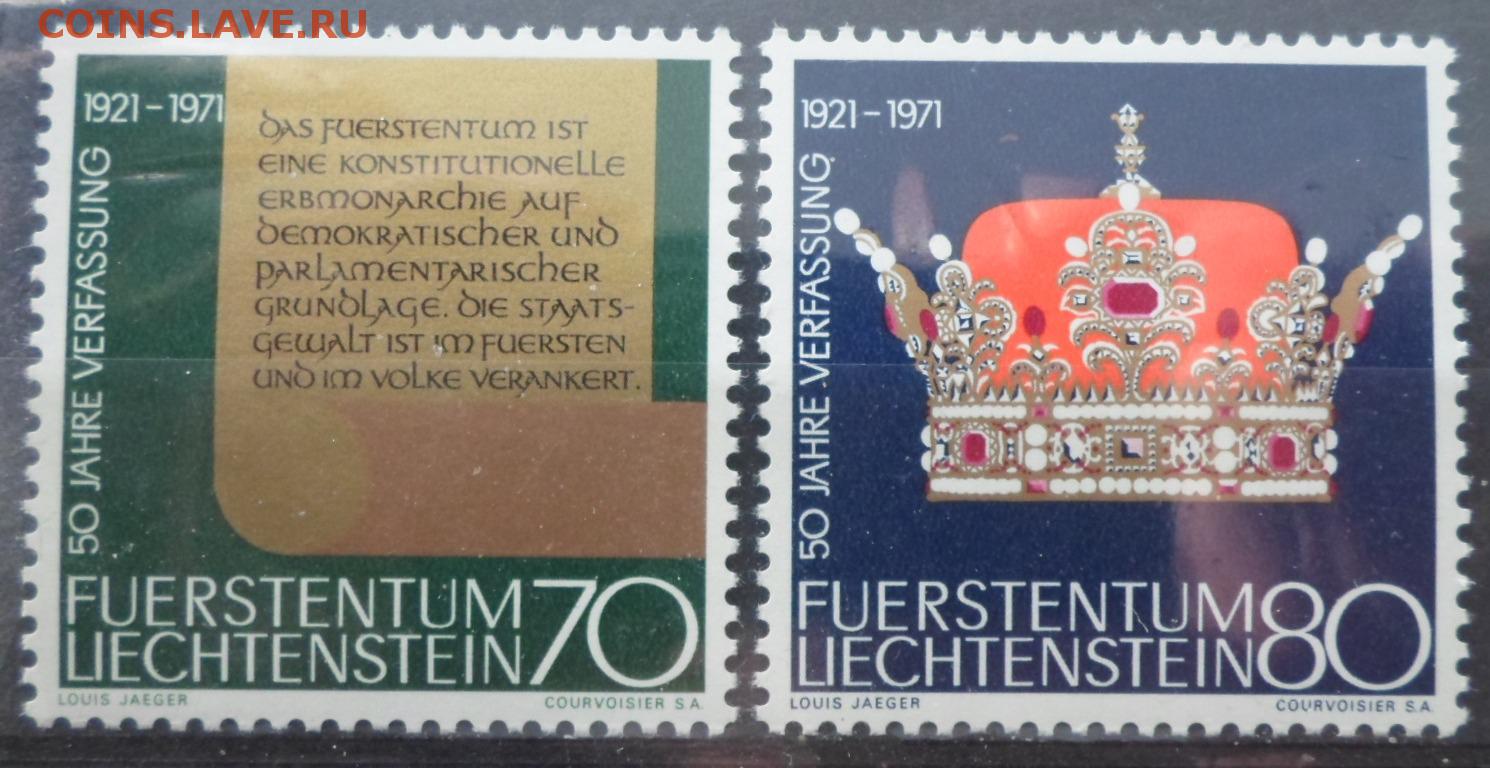 COINS.LAVE.RU
1921–1971
50 JAHRE VERFASSUNG
DAS FUERSTENTUM IST
EINE KONSTITUTIONELLE
ERBMONARCHIE AUF
DEMOKRATISCHER UND
PARLAMENTARISCHER
GRUNDLAGE. DIE STAATS-
GEWALT IST IM FUERSTEN
UND IM VOLKE VERANKERT.
FUERSTENTUM
LIECHTENSTEIN 70
LOUIS JAEGER
COURVOISIER S.A.
1921–1971
50 JAHRE VERFASSUNG
FUERSTENTUM
LIECHTENSTEIN 80
LOUIS JAEGER
COURVOISIER S.A.